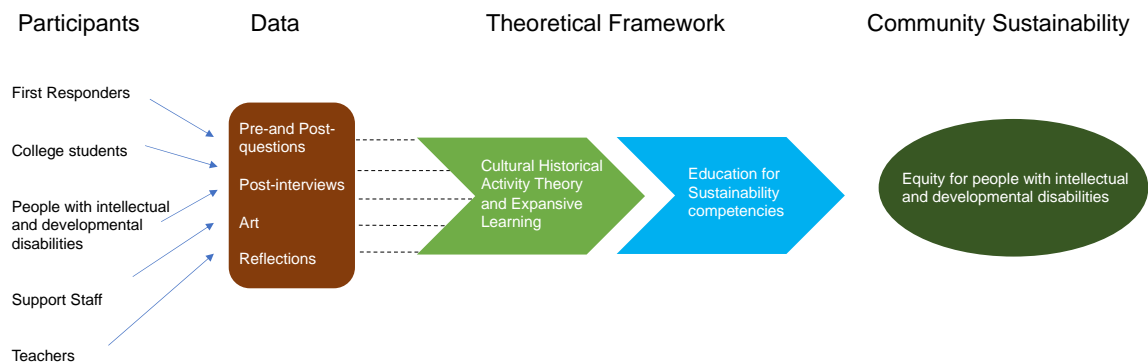 Participants
Data
Theoretical Framework
Community Sustainability
First Responders
College students
People with intellectual
and developmental
disabilities
Support Staff
Teachers
Pre-and Post-
questions
Post-interviews
Art
Reflections
Cultural Historical
Activity Theory
and Expansive
Learning
Education for
Sustainability
competencies
Equity for people with intellectual
and developmental disabilities